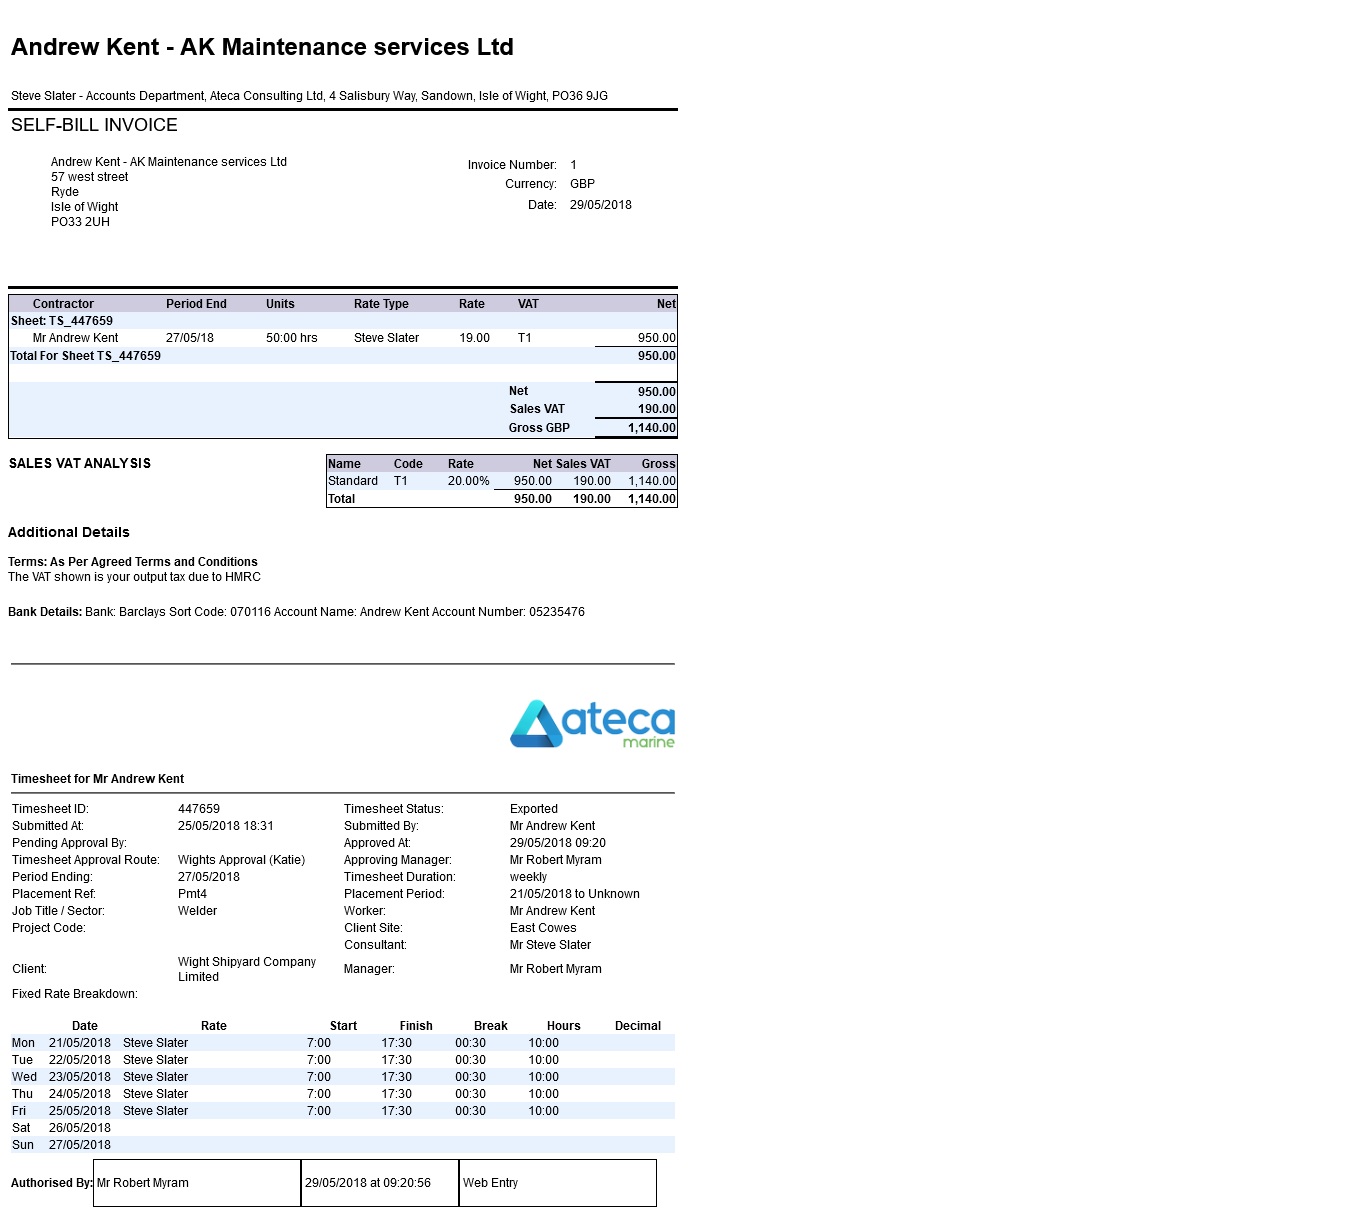 Andrew Kent - AK Maintenance services Ltd
Steve Slater - Accounts Department, Ateca Consulting Ltd, 4 Salisbury Way, Sandown, Isle of Wight, PO36 9JG
SELF-BILL INVOICE
Andrew Kent - AK Maintenance services Ltd
57 west street
Ryde
Isle of Wight
PO33 2UH
Invoice Number: 1
Currency: GBP
Date: 29/05/2018
Contractor Period End Units Rate Type Rate VAT Net
Sheet: TS_447659
Mr Andrew Kent 27/05/18 50:00 hrs Steve Slater 19.00 T1 950.00
Total For Sheet TS_447659 950.00
Net 950.00
Sales VAT 190.00
Gross GBP 1,140.00
SALES VAT ANALYSIS
Name Code Rate Net Sales VAT Gross
Standard T1 20.00% 950.00 190.00 1,140.00
Total 950.00 190.00 1,140.00
Additional Details
Terms: As Per Agreed Terms and Conditions
The VAT shown is your output tax due to HMRC
Bank Details: Bank: Barclays Sort Code: 070116 Account Name: Andrew Kent Account Number: 05235476
ateca
marine
Timesheet for Mr Andrew Kent
Timesheet ID: 447659 Timesheet Status: Exported
Submitted At: 25/05/2018 18:31 Submitted By: Mr Andrew Kent
Pending Approval By: Approved At: 29/05/2018 09:20
Timesheet Approval Route: Wights Approval (Katie) Approving Manager: Mr Robert Myram
Period Ending: 27/05/2018 Timesheet Duration: weekly
Placement Ref: Pmt4 Placement Period: 21/05/2018 to Unknown
Job Title / Sector: Welder Worker: Mr Andrew Kent
Project Code: Client Site: East Cowes
Consultant: Mr Steve Slater
Client: Wight Shipyard Company Limited Manager: Mr Robert Myram
Fixed Rate Breakdown:
Date Rate Start Finish Break Hours Decimal
Mon 21/05/2018 Steve Slater 7:00 17:30 00:30 10:00
Tue 22/05/2018 Steve Slater 7:00 17:30 00:30 10:00
Wed 23/05/2018 Steve Slater 7:00 17:30 00:30 10:00
Thu 24/05/2018 Steve Slater 7:00 17:30 00:30 10:00
Fri 25/05/2018 Steve Slater 7:00 17:30 00:30 10:00
Sat 26/05/2018
Sun 27/05/2018
Authorised By: Mr Robert Myram 29/05/2018 at 09:20:56 Web Entry